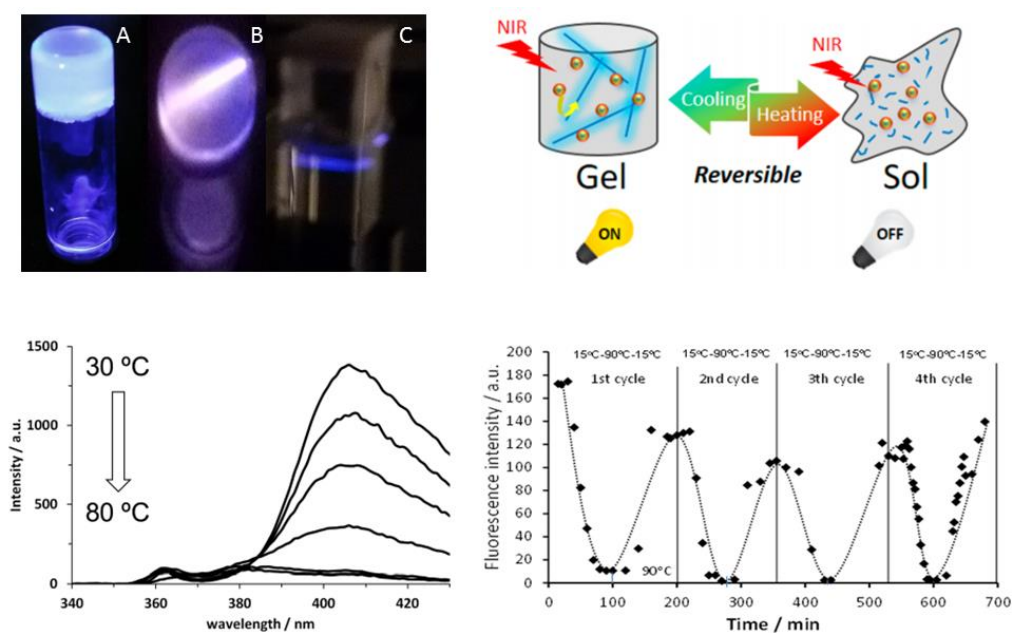 A
B
C
NIR
Cooling
Heating
NIR
Gel
Reversible
Sol
ON
OFF
1500
1000
500
0
Intensity / a.u.
30 ºC
80 ºC
340
360
380
400
420
wavelength / nm
200
180
160
140
120
100
80
60
40
20
0
Fluorescence intensity / a.u.
15ºC-90ºC-15ºC
15ºC-90ºC-15ºC
15ºC-90ºC-15ºC
15ºC-90ºC-15ºC
1st cycle
2nd cycle
3th cycle
4th cycle
90ºC
0
100
200
300
400
500
600
700
Time / min